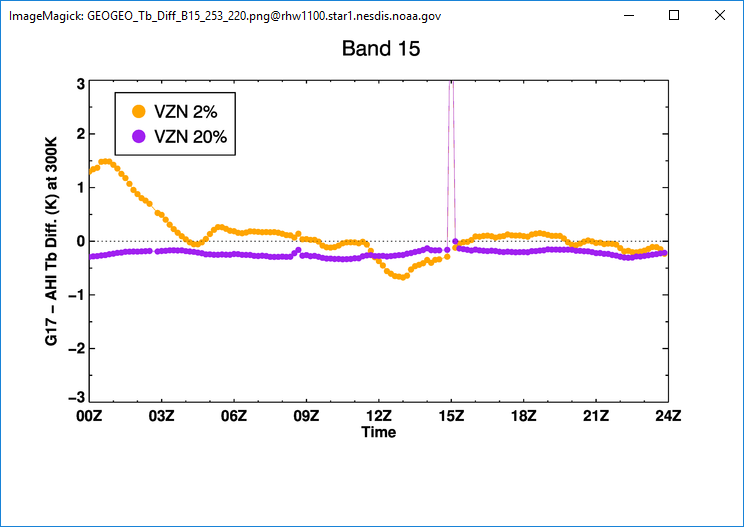 ImageMagick: GEOGEO_Tb_Diff_B15_253_220.png@rhw1100.star1.nesdis.noaa.gov
Band 15
VZN 2%
VZN 20%
G17 − AHI Tb Diff. (K) at 300K
3
2
1
0
−1
−2
−3
00Z 03Z 06Z 09Z 12Z 15Z 18Z 21Z 24Z
Time